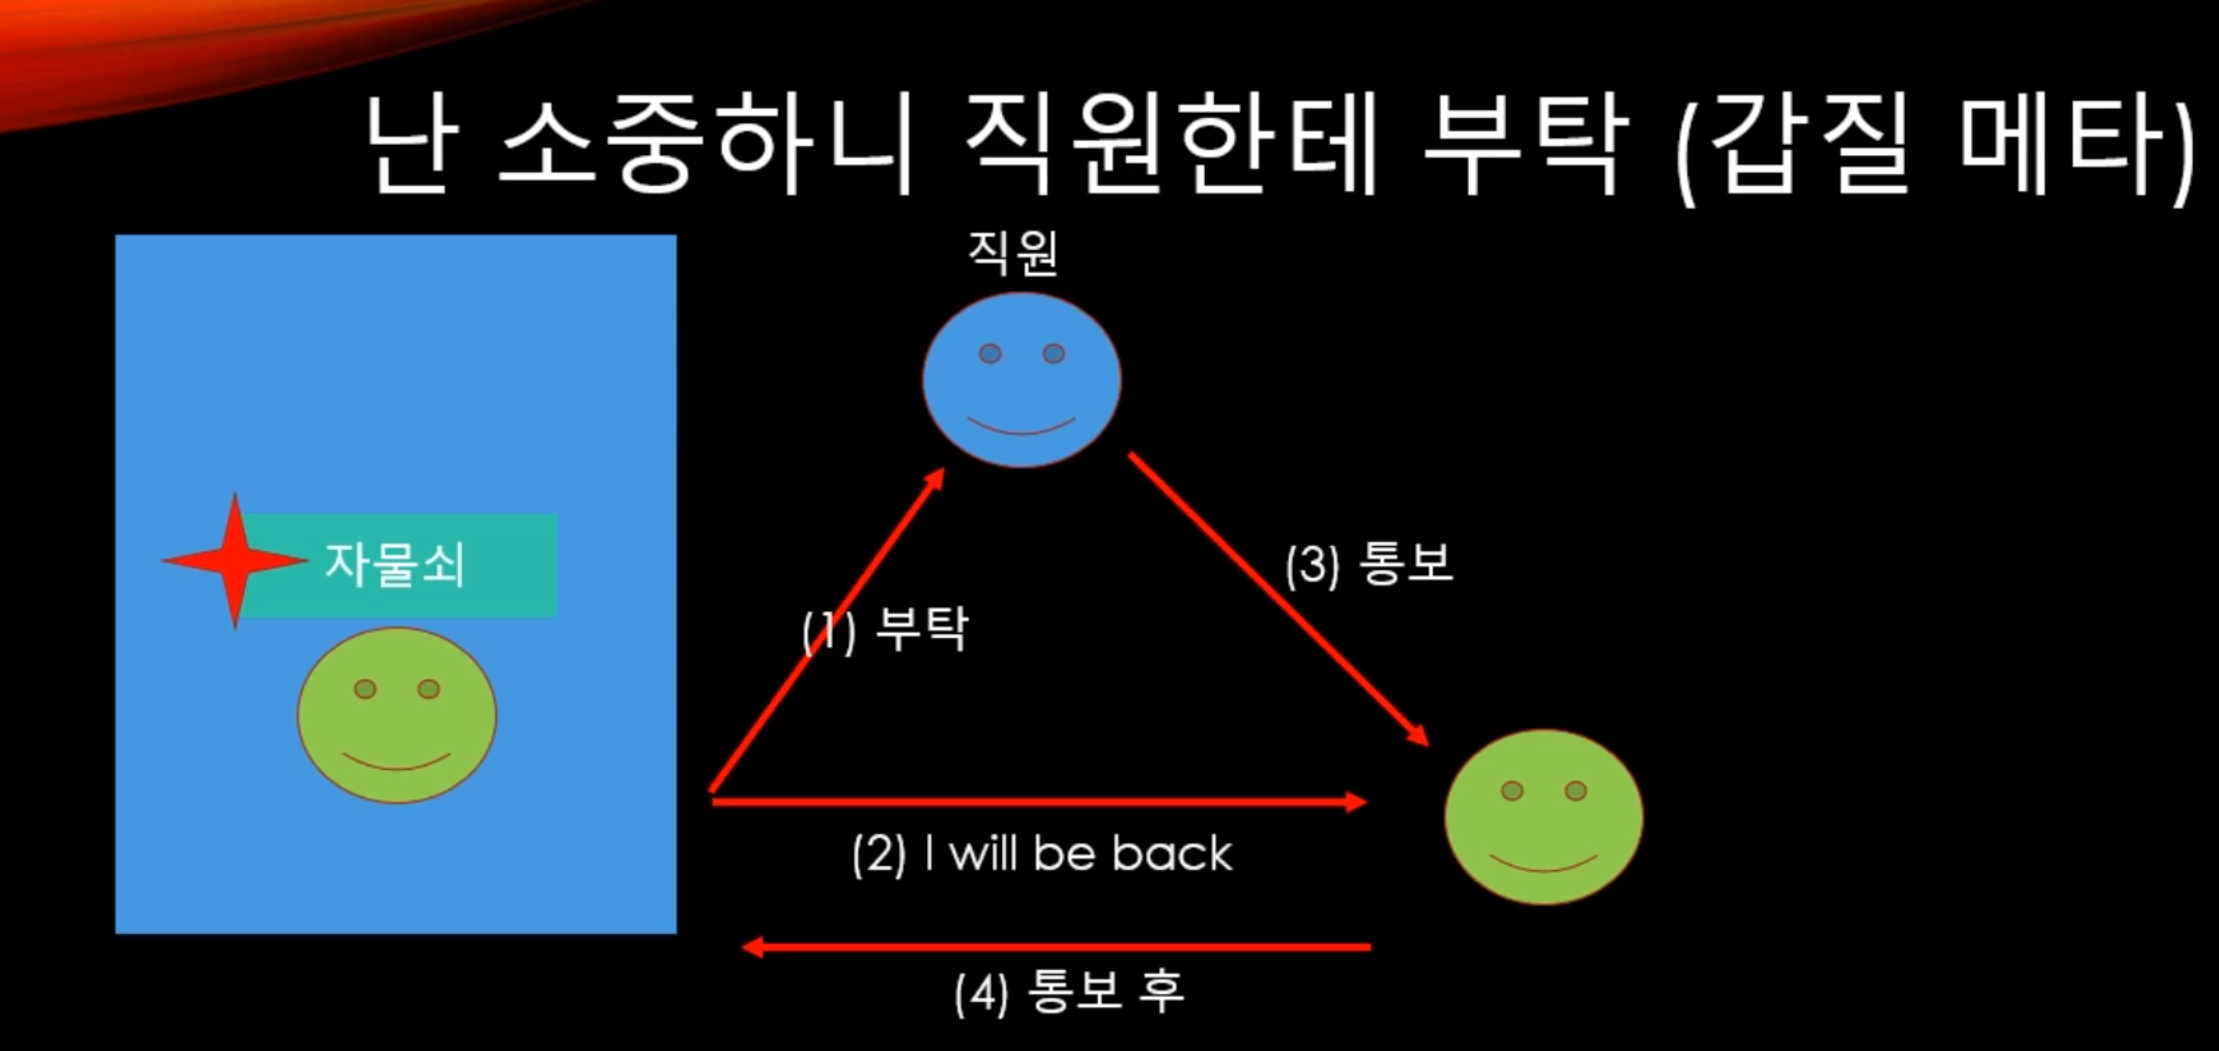 난 소중하니 직원한테 부탁 (갑질 메타)
직원
자물쇠
(3) 통보
(1) 부탁
(2) I will be back
(4) 통보 후